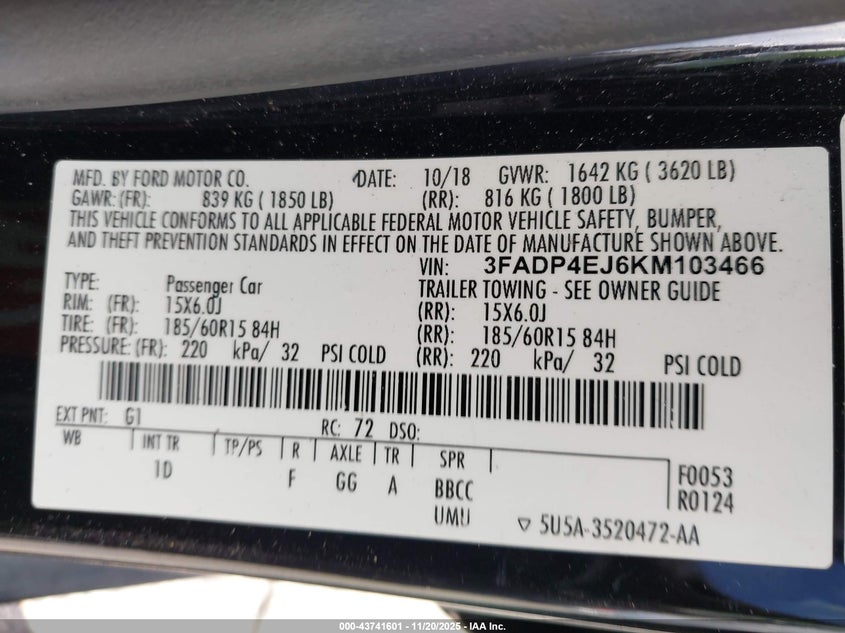 MFD. BY FORD MOTOR CO. DATE: 10/18 GVWR: 1642 KG ( 3620 LB)
GAWR: (FR): 839 KG ( 1850 LB) (RR): 816 KG ( 1800 LB)
THIS VEHICLE CONFORMS TO ALL APPLICABLE FEDERAL MOTOR VEHICLE SAFETY, BUMPER,
AND THEFT PREVENTION STANDARDS IN EFFECT ON THE DATE OF MANUFACTURE SHOWN ABOVE.
VIN: 3FADP4EJ6KM103466
TYPE: Passenger Car TRAILER TOWING - SEE OWNER GUIDE
RIM: (FR): 15X6.0J (RR): 15X6.0J
TIRE: (FR): 185/60R15 84H (RR): 185/60R15 84H
PRESSURE: (FR): 220 kPa/ 32 PSI COLD (RR): 220 kPa/ 32 PSI COLD
EXT PNT: G1 RC: 72 DSO:
WB INT TR TP/PS R AXLE TR SPR
1D F GG A BBCC F0053
UMU R0124
5U5A-3520472-AA
000-43741601 - 11/20/2025 - IAA Inc.